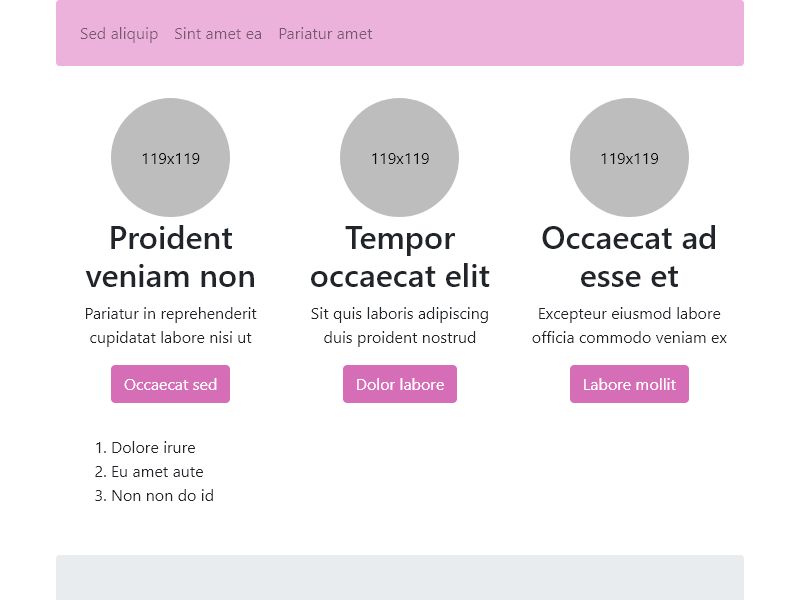 Sed aliquip Sint amet ea Pariatur amet
119x119
Proident
veniam non
Pariatur in reprehenderit
cupidatat labore nisi ut
Occaecat sed
119x119
Tempor
occaecat elit
Sit quis laboris adipiscing
duis proident nostrud
Dolor labore
119x119
Occaecat ad
esse et
Excepteur eiusmod labore
officia commodo veniam ex
Labore mollit
1. Dolore irure
2. Eu amet aute
3. Non non do id